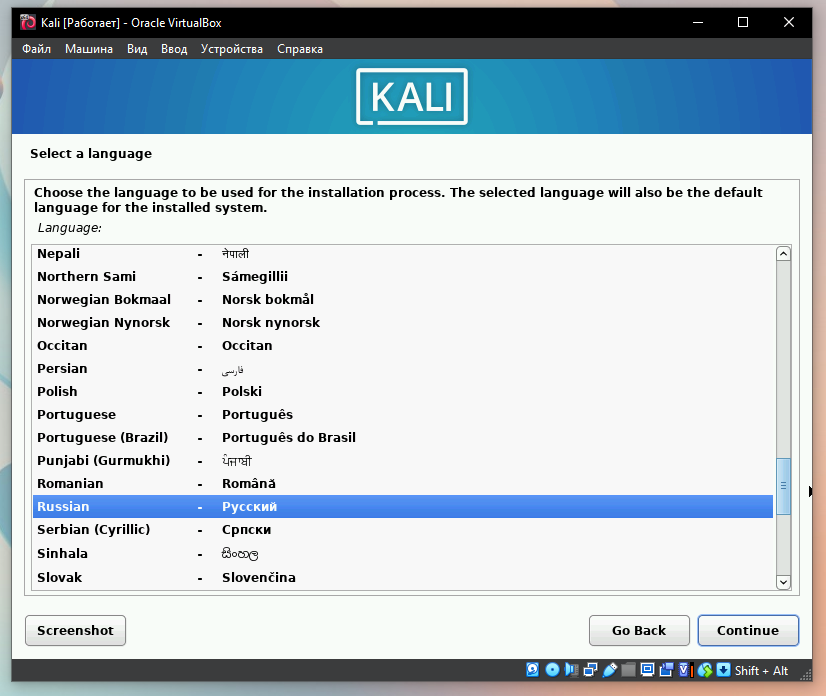 Kali [Работает] - Oracle VirtualBox
Файл Машина Вид Ввод Устройства Справка
KALI
Select a language
Choose the language to be used for the installation process. The selected language will also be the default
language for the installed system.
Language:
Nepali - नेपाली
Northern Sami - Sámegillii
Norwegian Bokmaal - Norsk bokmål
Norwegian Nynorsk - Norsk nynorsk
Occitan - Occitan
Persian - فارسی
Polish - Polski
Portuguese - Português
Portuguese (Brazil) - Português do Brasil
Punjabi (Gurmukhi) - ਪੰਜਾਬੀ
Romanian - Română
Russian - Русский
Serbian (Cyrillic) - Српски
Sinhala - සිංහල
Slovak - Slovenčina
Screenshot Go Back Continue
Shift + Alt